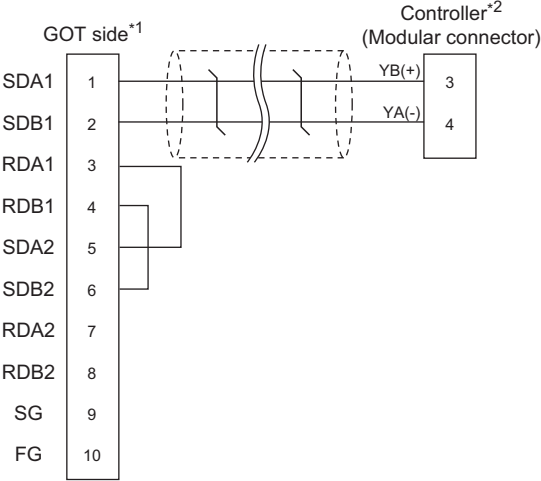 GOT side*1
Controller*2
(Modular connector)
SDA1 1 YB(+) 3
SDB1 2 YA(-) 4
RDA1 3
RDB1 4
SDA2 5
SDB2 6
RDA2 7
RDB2 8
SG 9
FG 10